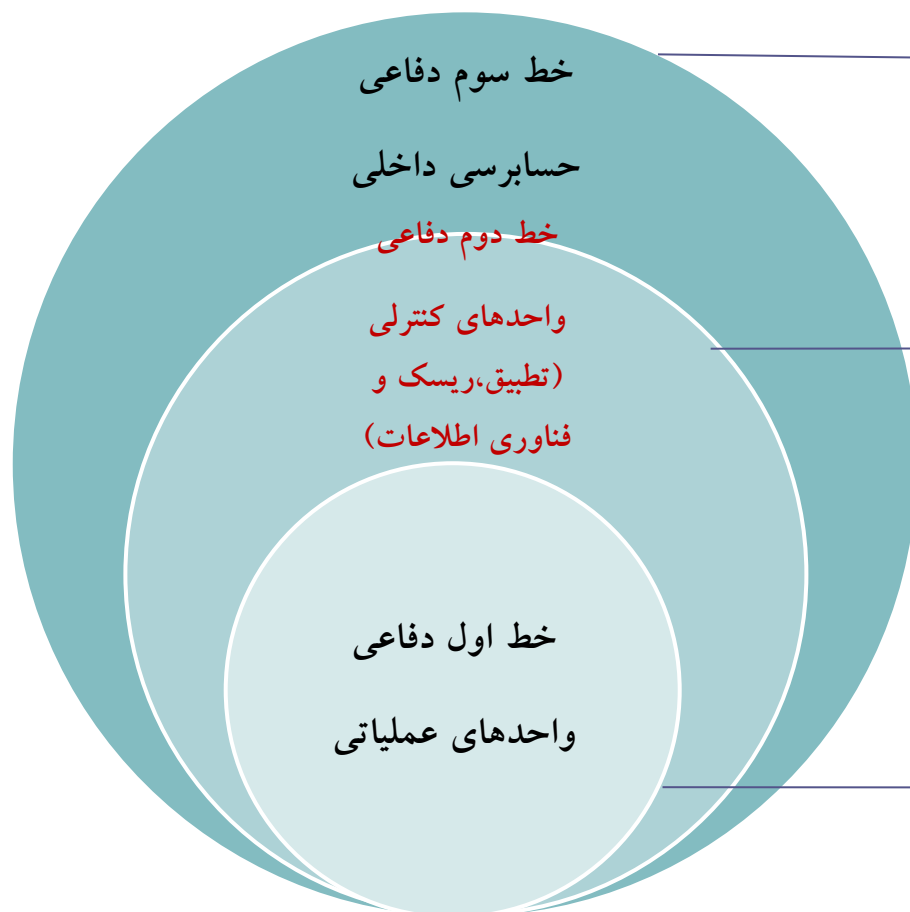 خط سوم دفاعی
حسابرسی داخلی
خط دوم دفاعی
واحدهای کنترلی
(تطبیق،ریسک و
فناوری اطلاعات)
خط اول دفاعی
واحدهای عملیاتی